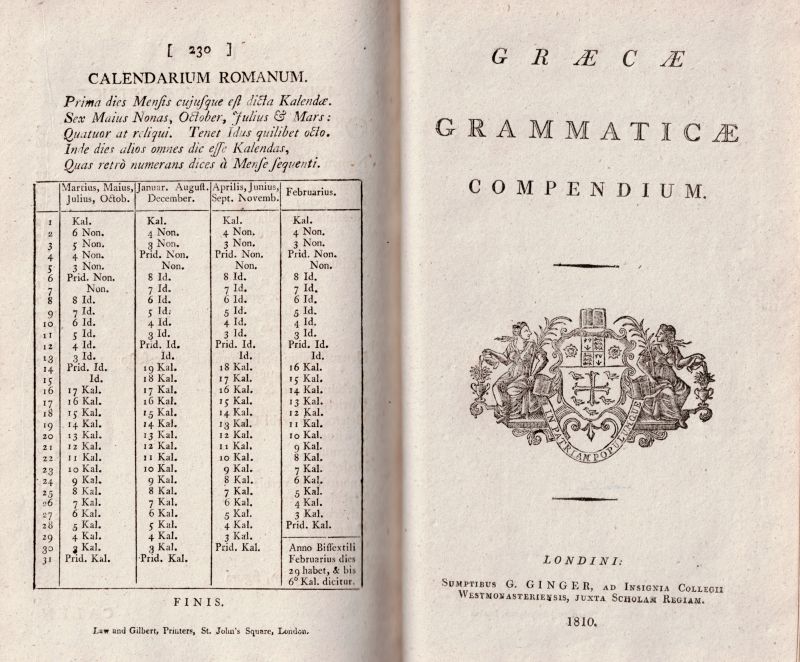 [ 230 ]
CALENDARIUM ROMANUM.
Prima dies Menſis cujuſque eſt dicta Kalendæ.
Sex Maius Nonas, October, Julius & Mars:
Quatuor at reliqui. Tenet Idus quilibet octo.
Inde dies alios omnes dic eſſe Kalendas,
Quas retrò numerans dices à Menſe ſequenti.
Martius, Maius, Januar. Auguſt. Aprilis, Junius, Februarius.
Julius, Octob. December. Sept. Novemb.
1 Kal. Kal. Kal. Kal.
2 6 Non. 4 Non. 4 Non. 4 Non.
3 5 Non. 3 Non. 3 Non. 3 Non.
4 4 Non. Prid. Non. Prid. Non. Prid. Non.
5 3 Non. Non. Non. Non.
6 Prid. Non. 8 Id. 8 Id. 8 Id.
7 Non. 7 Id. 7 Id. 7 Id.
8 8 Id. 6 Id. 6 Id. 6 Id.
9 7 Id. 5 Id. 5 Id. 5 Id.
10 6 Id. 4 Id. 4 Id. 4 Id.
11 5 Id. 3 Id. 3 Id. 3 Id.
12 4 Id. Prid. Id. Prid. Id. Prid. Id.
13 3 Id. Id. Id. Id.
14 Prid. Id. 19 Kal. 18 Kal. 16 Kal.
15 Id. 18 Kal. 17 Kal. 15 Kal.
16 17 Kal. 17 Kal. 16 Kal. 14 Kal.
17 16 Kal. 16 Kal. 15 Kal. 13 Kal.
18 15 Kal. 15 Kal. 14 Kal. 12 Kal.
19 14 Kal. 14 Kal. 13 Kal. 11 Kal.
20 13 Kal. 13 Kal. 12 Kal. 10 Kal.
21 12 Kal. 12 Kal. 11 Kal. 9 Kal.
22 11 Kal. 11 Kal. 10 Kal. 8 Kal.
23 10 Kal. 10 Kal. 9 Kal. 7 Kal.
24 9 Kal. 9 Kal. 8 Kal. 6 Kal.
25 8 Kal. 8 Kal. 7 Kal. 5 Kal.
26 7 Kal. 7 Kal. 6 Kal. 4 Kal.
27 6 Kal. 6 Kal. 5 Kal. 3 Kal.
28 5 Kal. 5 Kal. 4 Kal. Prid. Kal.
29 4 Kal. 4 Kal. 3 Kal.
30 3 Kal. 3 Kal. Prid. Kal. Anno Biſſextili
31 Prid. Kal. Prid. Kal. Februarius dies
29 habet, & bis
6° Kal. dicitur.
FINIS.
Law and Gilbert, Printers, St. John's Square, London.
GRÆCÆ
GRAMMATICÆ
COMPENDIUM.
IN PATRIAM POPULUMQUE
LONDINI:
SUMPTIBUS G. GINGER, AD INSIGNIA COLLEGII
WESTMONASTERIENSIS, JUXTA SCHOLAM REGIAM.
1810.